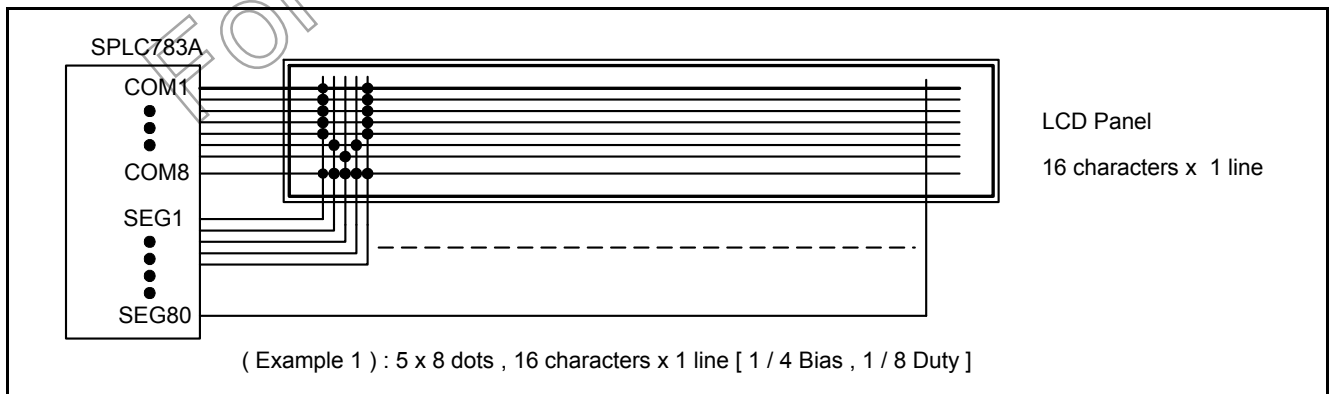 FO
SPLC783A
COM1
COM8
SEG1
SEG80
LCD Panel
16 characters x 1 line
( Example 1 ) : 5 x 8 dots , 16 characters x 1 line [ 1 / 4 Bias , 1 / 8 Duty ]